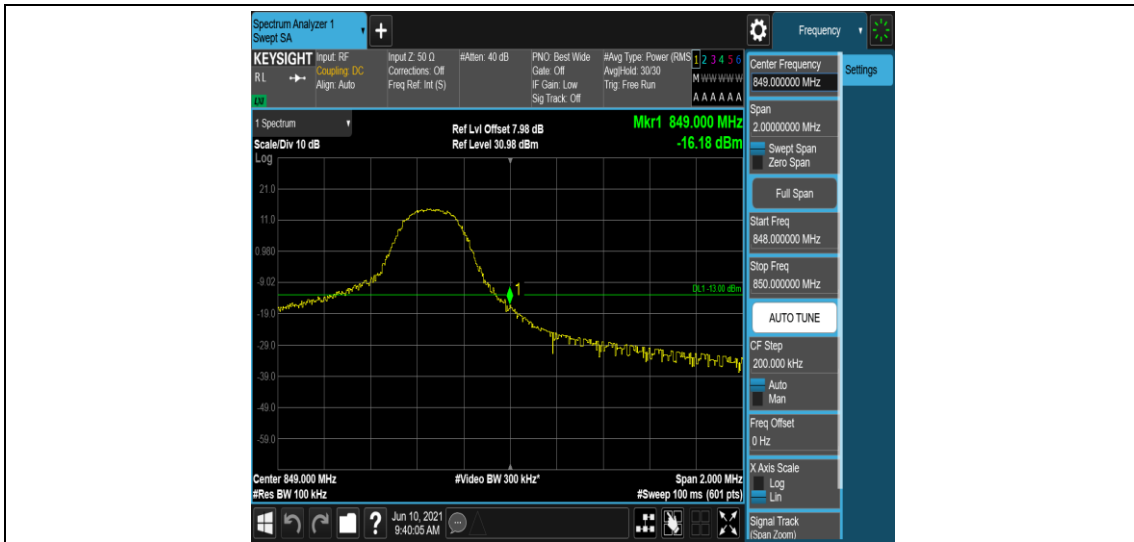 Spectrum Analyzer 1
Swept SA
Frequency
KEYSIGHT
R L
LXI
Input: RF
Coupling: DC
Align: Auto
Input Z: 50 Ω
Corrections: Off
Freq Ref: Int (S)
#Atten: 40 dB
PNO: Best Wide
Gate: Off
IF Gain: Low
Sig Track: Off
#Avg Type: Power (RMS
Avg|Hold: 30/30
Trig: Free Run
1 2 3 4 5 6
M W W W W W
A A A A A A
1 Spectrum
Scale/Div 10 dB
Log
Ref Lvl Offset 7.98 dB
Ref Level 30.98 dBm
Mkr1 849.000 MHz
-16.18 dBm
21.0
11.0
0.980
-9.02
-19.0
-29.0
-39.0
-49.0
-59.0
DL1 -13.00 dBm
1
Center 849.000 MHz
#Res BW 100 kHz
#Video BW 300 kHz*
Span 2.000 MHz
#Sweep 100 ms (601 pts)
?
Jun 10, 2021
9:40:05 AM
Center Frequency
849.000000 MHz
Settings
Span
2.00000000 MHz
Swept Span
Zero Span
Full Span
Start Freq
848.000000 MHz
Stop Freq
850.000000 MHz
AUTO TUNE
CF Step
200.000 kHz
Auto
Man
Freq Offset
0 Hz
X Axis Scale
Log
Lin
Signal Track
(Span Zoom)